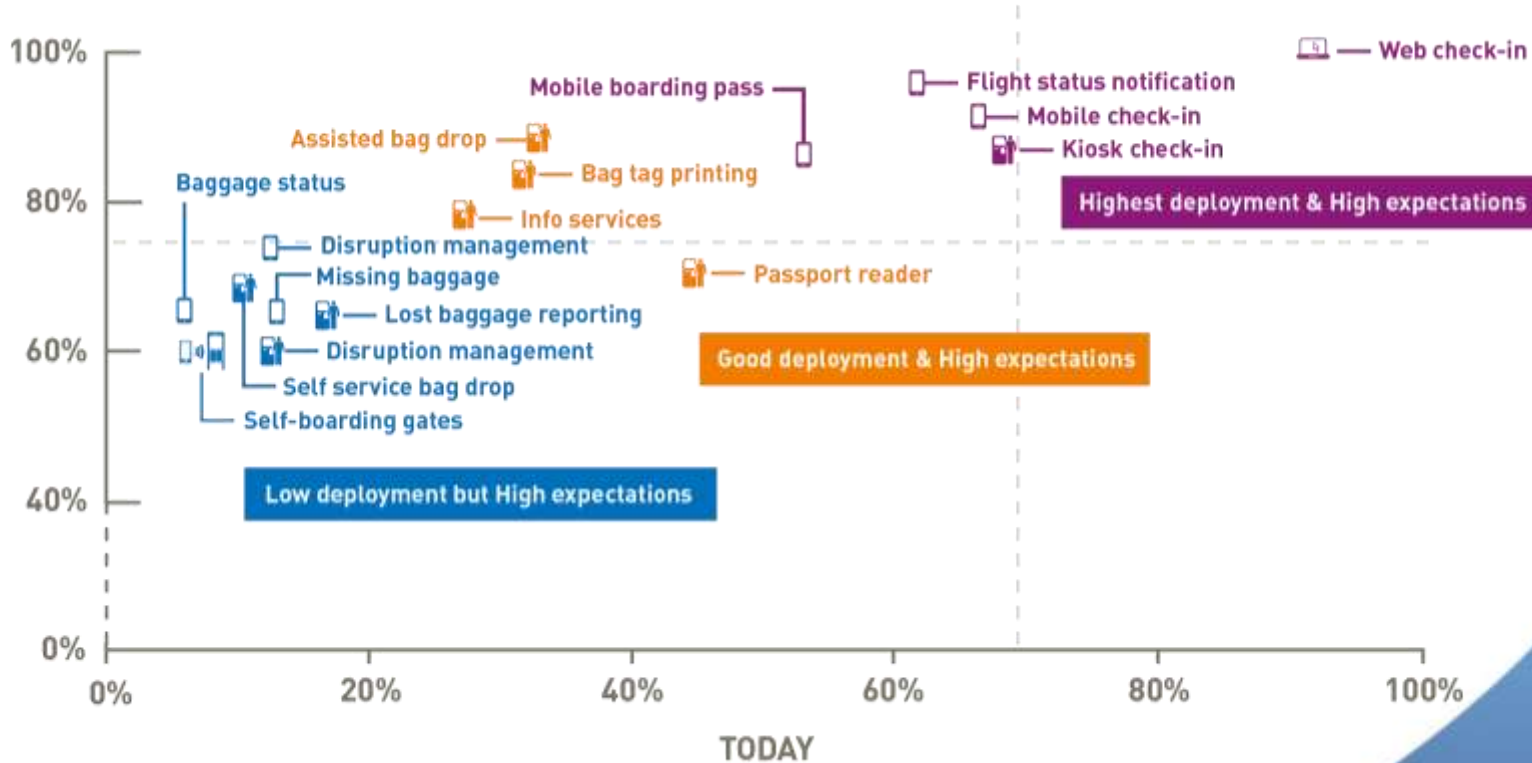 100%
Web check-in
Flight status notification
Mobile boarding pass
Mobile check-in
Assisted bag drop
Kiosk check-in
Bag tag printing
Baggage status
80%
Highest deployment & High expectations
Info services
Disruption management
Missing baggage
Passport reader
Lost baggage reporting
60%
Disruption management
Good deployment & High expectations
Self service bag drop
Self-boarding gates
40%
Low deployment but High expectations
0%
0%
20%
40%
60%
80%
100%
TODAY